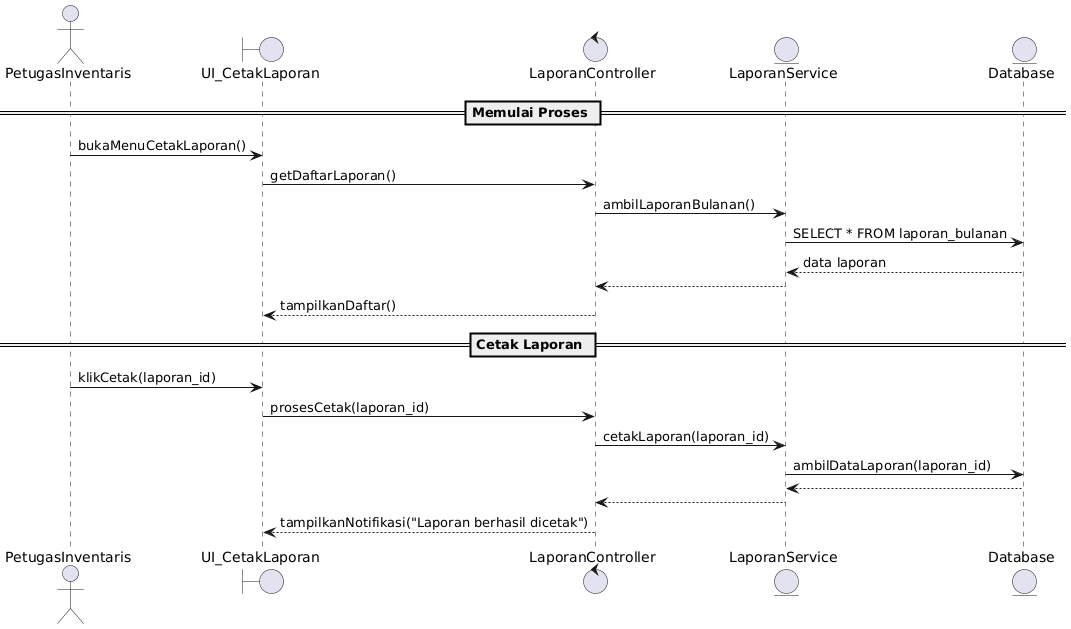 PetugasInventaris
UI_CetakLaporan
LaporanController
LaporanService
Database
Memulai Proses
bukaMenuCetakLaporan()
getDaftarLaporan()
ambilLaporanBulanan()
SELECT * FROM laporan_bulanan
data laporan
tampilkanDaftar()
Cetak Laporan
klikCetak(laporan_id)
prosesCetak(laporan_id)
cetakLaporan(laporan_id)
ambilDataLaporan(laporan_id)
tampilkanNotifikasi("Laporan berhasil dicetak")
PetugasInventaris
UI_CetakLaporan
LaporanController
LaporanService
Database